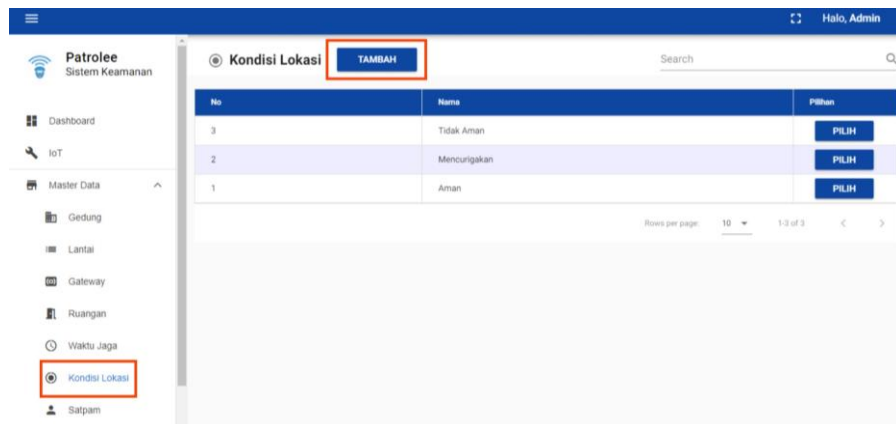 Halo, Admin
Patrolee
Sistem Keamanan
Kondisi Lokasi
TAMBAH
Search
No
Nama
Pilihan
3
Tidak Aman
PILIH
2
Mencurigakan
PILIH
1
Aman
PILIH
Rows per page:
10
1-3 of 3
Dashboard
IoT
Master Data
Gedung
Lantai
Gateway
Ruangan
Waktu Jaga
Kondisi Lokasi
Satpam